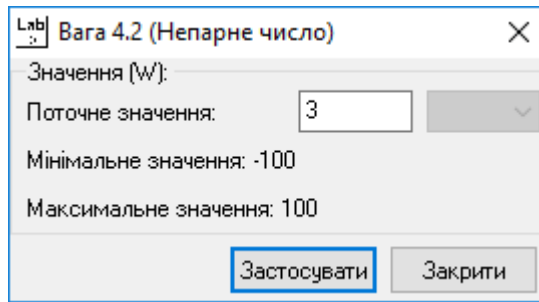 Lab
:>
Вага 4.2 (Непарне число)
Значення (W):
Поточне значення: 3
Мінімальне значення: -100
Максимальне значення: 100
Застосувати Закрити